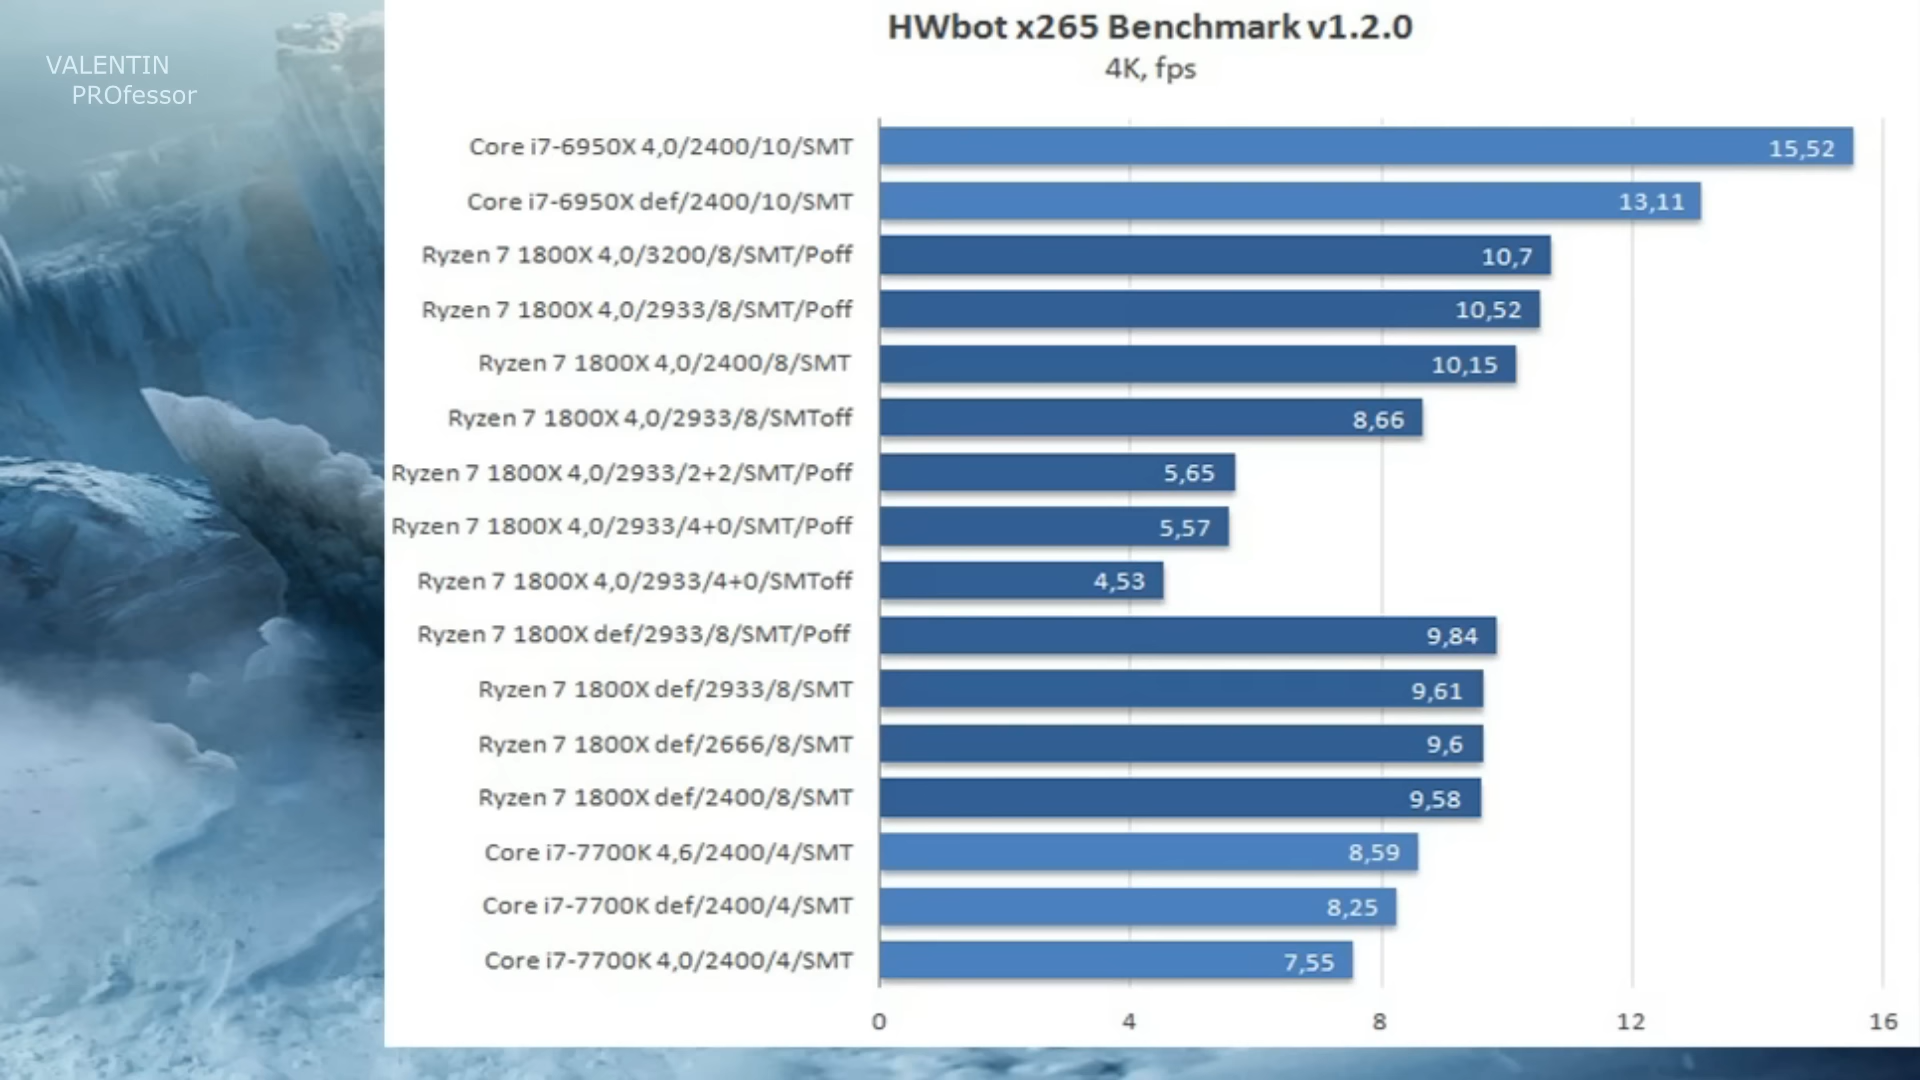 VALENTIN
PROfessor
HWbot x265 Benchmark v1.2.0
4K, fps
Core i7-6950X 4,0/2400/10/SMT 15,52
Core i7-6950X def/2400/10/SMT 13,11
Ryzen 7 1800X 4,0/3200/8/SMT/Poff 10,7
Ryzen 7 1800X 4,0/2933/8/SMT/Poff 10,52
Ryzen 7 1800X 4,0/2400/8/SMT 10,15
Ryzen 7 1800X 4,0/2933/8/SMToff 8,66
Ryzen 7 1800X 4,0/2933/2+2/SMT/Poff 5,65
Ryzen 7 1800X 4,0/2933/4+0/SMT/Poff 5,57
Ryzen 7 1800X 4,0/2933/4+0/SMToff 4,53
Ryzen 7 1800X def/2933/8/SMT/Poff 9,84
Ryzen 7 1800X def/2933/8/SMT 9,61
Ryzen 7 1800X def/2666/8/SMT 9,6
Ryzen 7 1800X def/2400/8/SMT 9,58
Core i7-7700K 4,6/2400/4/SMT 8,59
Core i7-7700K def/2400/4/SMT 8,25
Core i7-7700K 4,0/2400/4/SMT 7,55
0 4 8 12 16